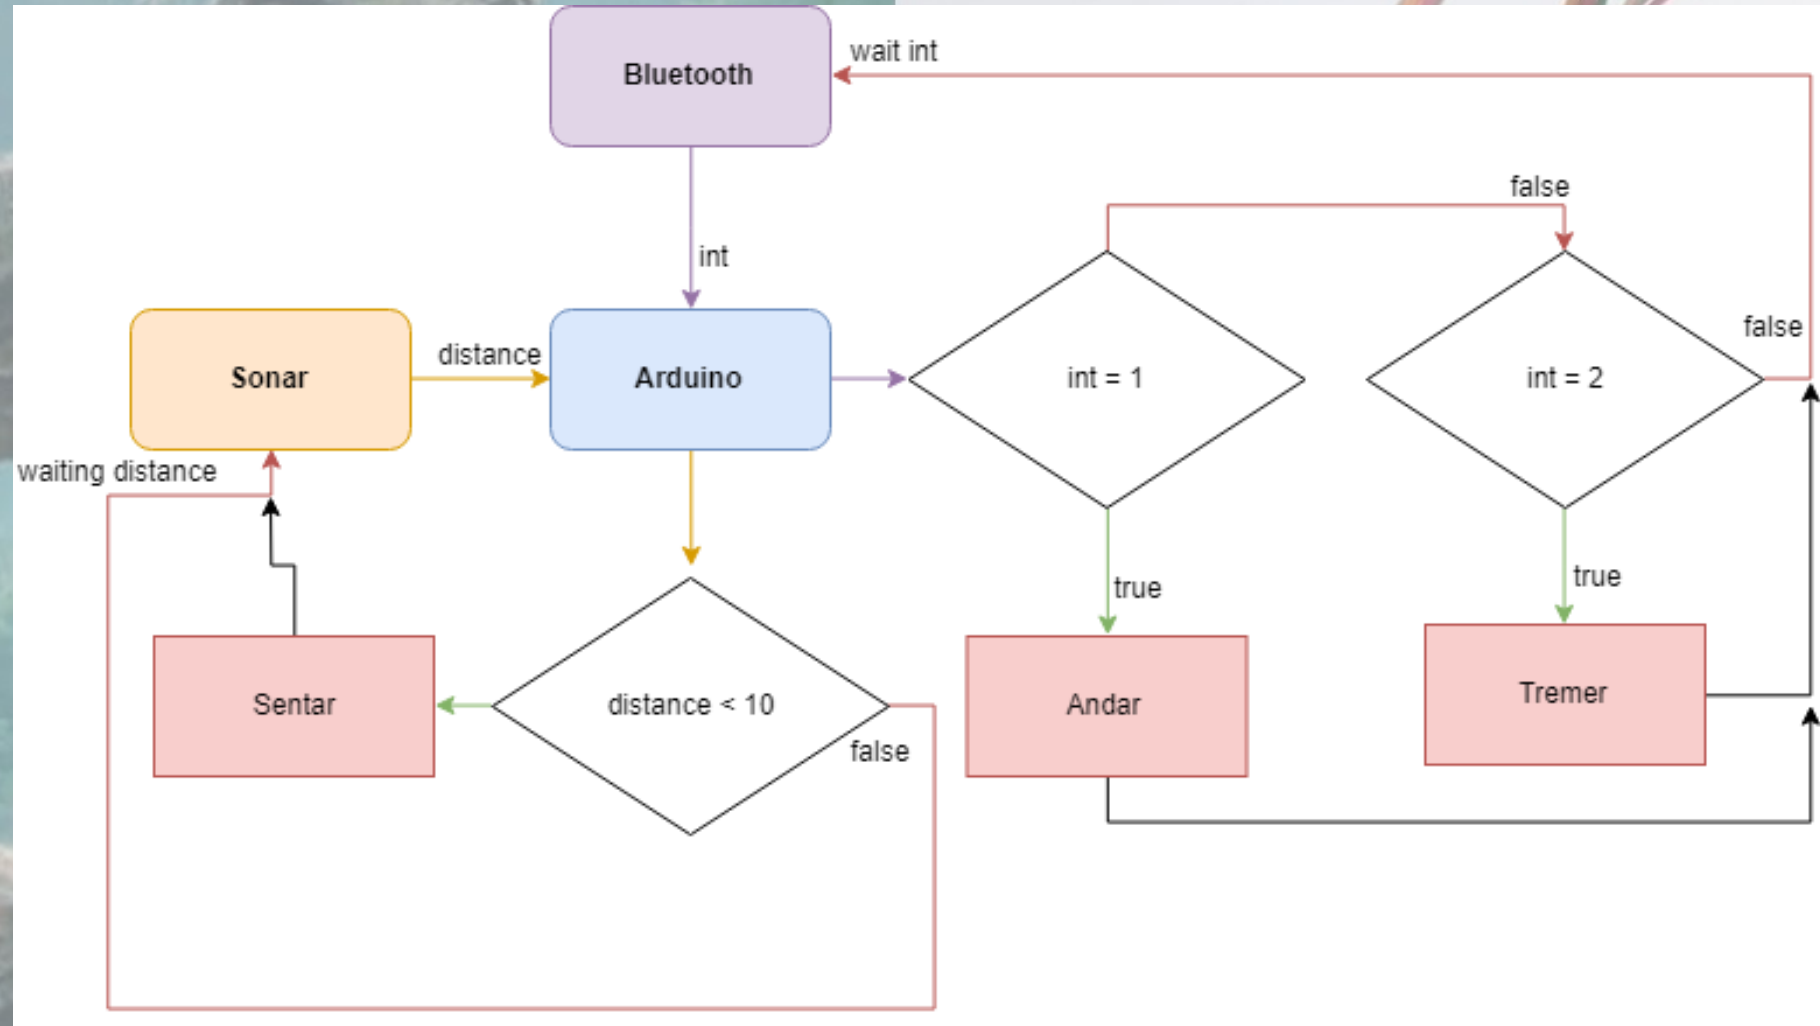 Bluetooth
wait int
false
int
false
Sonar
distance
Arduino
int = 1
int = 2
waiting distance
true
true
Sentar
distance < 10
false
Andar
Tremer